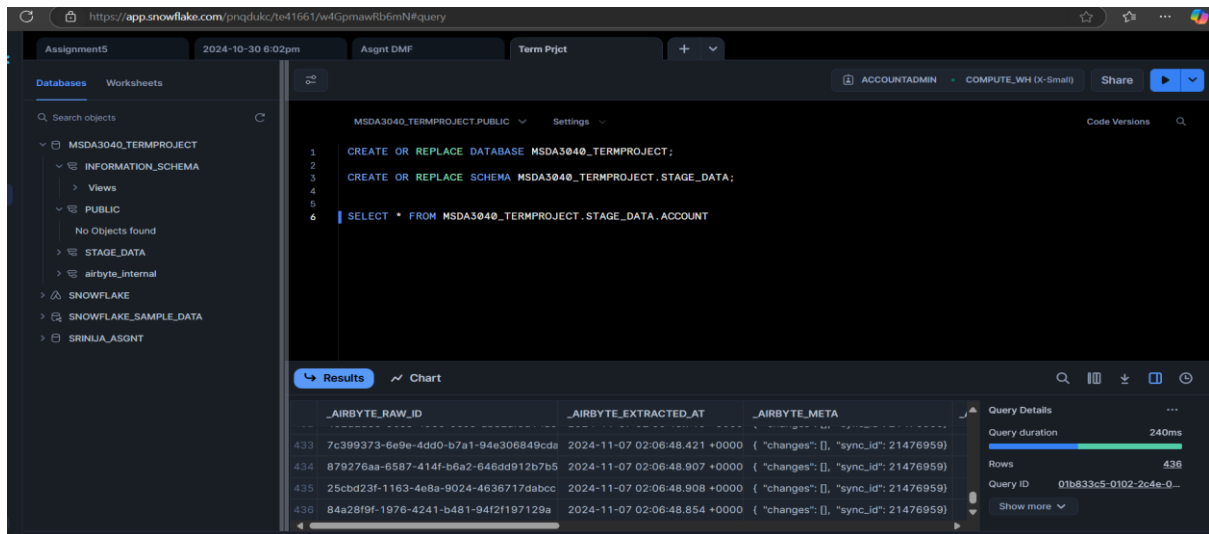 https://app.snowflake.com/pnqdukc/te41661/w4GpmawRb6mN#query
Assignment5 2024-10-30 6:02pm Asgnt DMF Term Prjct
Databases Worksheets
ACCOUNTADMIN COMPUTE_WH (X-Small) Share
Search objects
MSDA3040_TERMPROJECT.PUBLIC Settings Code Versions
MSDA3040_TERMPROJECT
INFORMATION_SCHEMA
Views
PUBLIC
No Objects found
STAGE_DATA
airbyte_internal
SNOWFLAKE
SNOWFLAKE_SAMPLE_DATA
SRINIJA_ASGNT
1 CREATE OR REPLACE DATABASE MSDA3040_TERMPROJECT;
2
3 CREATE OR REPLACE SCHEMA MSDA3040_TERMPROJECT.STAGE_DATA;
4
5
6 SELECT * FROM MSDA3040_TERMPROJECT.STAGE_DATA.ACCOUNT
Results Chart
_AIRBYTE_RAW_ID _AIRBYTE_EXTRACTED_AT _AIRBYTE_META
433 7c399373-6e9e-4dd0-b7a1-94e306849cda 2024-11-07 02:06:48.421 +0000 { "changes": [], "sync_id": 21476959}
434 879276aa-6587-414f-b6a2-646dd912b7b5 2024-11-07 02:06:48.907 +0000 { "changes": [], "sync_id": 21476959}
435 25cbd23f-1163-4e8a-9024-4636717dabcc 2024-11-07 02:06:48.908 +0000 { "changes": [], "sync_id": 21476959}
436 84a28f9f-1976-4241-b481-94f2f197129a 2024-11-07 02:06:48.854 +0000 { "changes": [], "sync_id": 21476959}
Query Details
Query duration 240ms
Rows 436
Query ID 01b833c5-0102-2c4e-0...
Show more